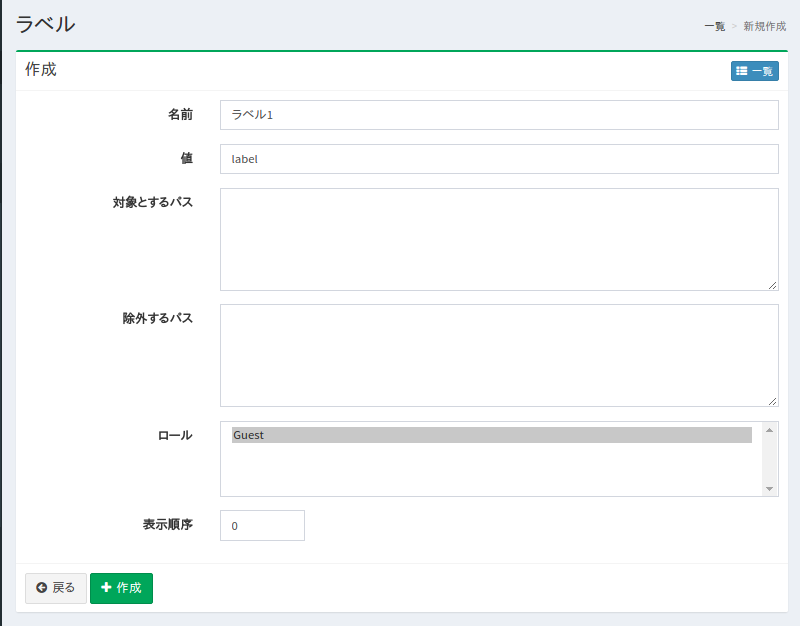 ラベル
一覧 > 新規作成
作成
一覧
名前
ラベル1
値
label
対象とするパス
除外するパス
ロール
Guest
表示順序
0
戻る
作成